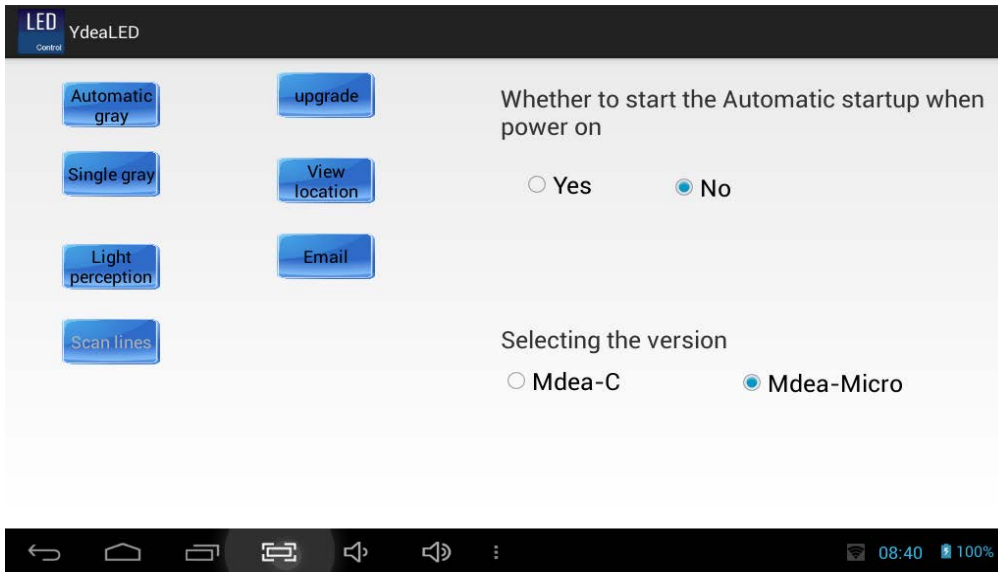 LED
Control
YdeaLED
Automatic
gray
upgrade
Single gray
View
location
Light
perception
Email
Scan lines
Whether to start the Automatic startup when
power on
Yes
No
Selecting the version
Mdea-C
Mdea-Micro
08:40
100%